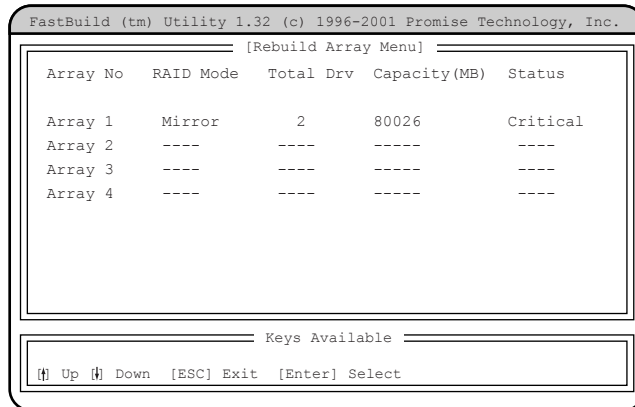 FastBuild (tm) Utility 1.32 (c) 1996-2001 Promise Technology, Inc.
[Rebuild Array Menu]
Array No RAID Mode Total Drv Capacity(MB) Status
Array 1 Mirror 2 80026 Critical
Array 2 ---- ---- ----- ----
Array 3 ---- ---- ----- ----
Array 4 ---- ---- ----- ----
Keys Available
[↑] Up [↓] Down [ESC] Exit [Enter] Select